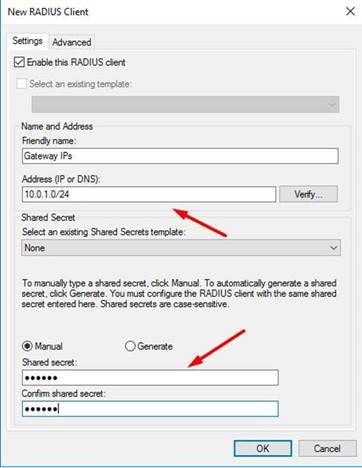 New RADIUS Client
Settings Advanced
Enable this RADIUS client
Select an existing template:
Name and Address
Friendly name:
Gateway IPs
Address (IP or DNS):
10.0.1.0/24 Verify...
Shared Secret
Select an existing Shared Secrets template:
None
To manually type a shared secret, click Manual. To automatically generate a shared
secret, click Generate. You must configure the RADIUS client with the same shared
secret entered here. Shared secrets are case-sensitive.
Manual Generate
Shared secret:
••••••
Confirm shared secret:
••••••
OK Cancel